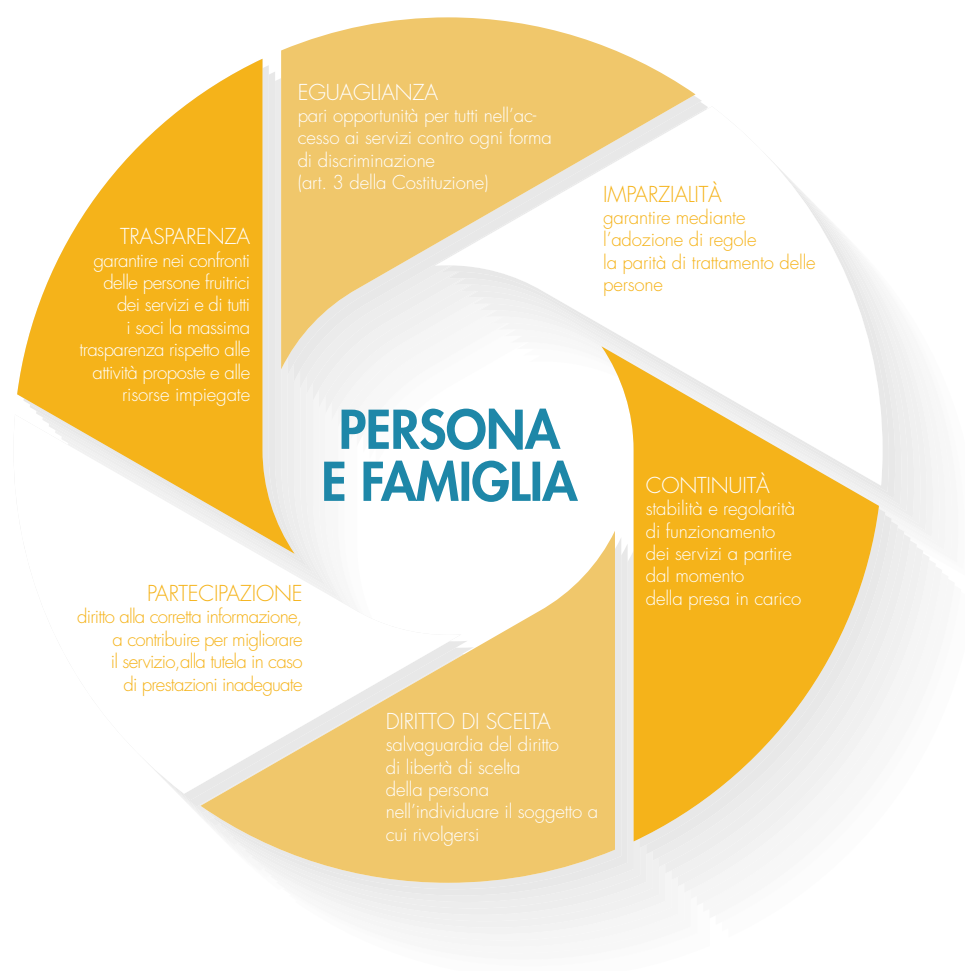 EGUAGLIANZA
pari opportunità per tutti nell'ac-
cesso ai servizi contro ogni forma
di discriminazione
(art. 3 della Costituzione)
IMPARZIALITÀ
garantire mediante
l'adozione di regole
la parità di trattamento delle
persone
CONTINUITÀ
stabilità e regolarità
di funzionamento
dei servizi a partire
dal momento
della presa in carico
DIRITTO DI SCELTA
salvaguardia del diritto
di libertà di scelta
della persona
nell'individuare il soggetto a
cui rivolgersi
PARTECIPAZIONE
diritto alla corretta informazione,
a contribuire per migliorare
il servizio,alla tutela in caso
di prestazioni inadeguate
TRASPARENZA
garantire nei confronti
delle persone fruitrici
dei servizi e di tutti
i soci la massima
trasparenza rispetto alle
attività proposte e alle
risorse impiegate
PERSONA
E FAMIGLIA